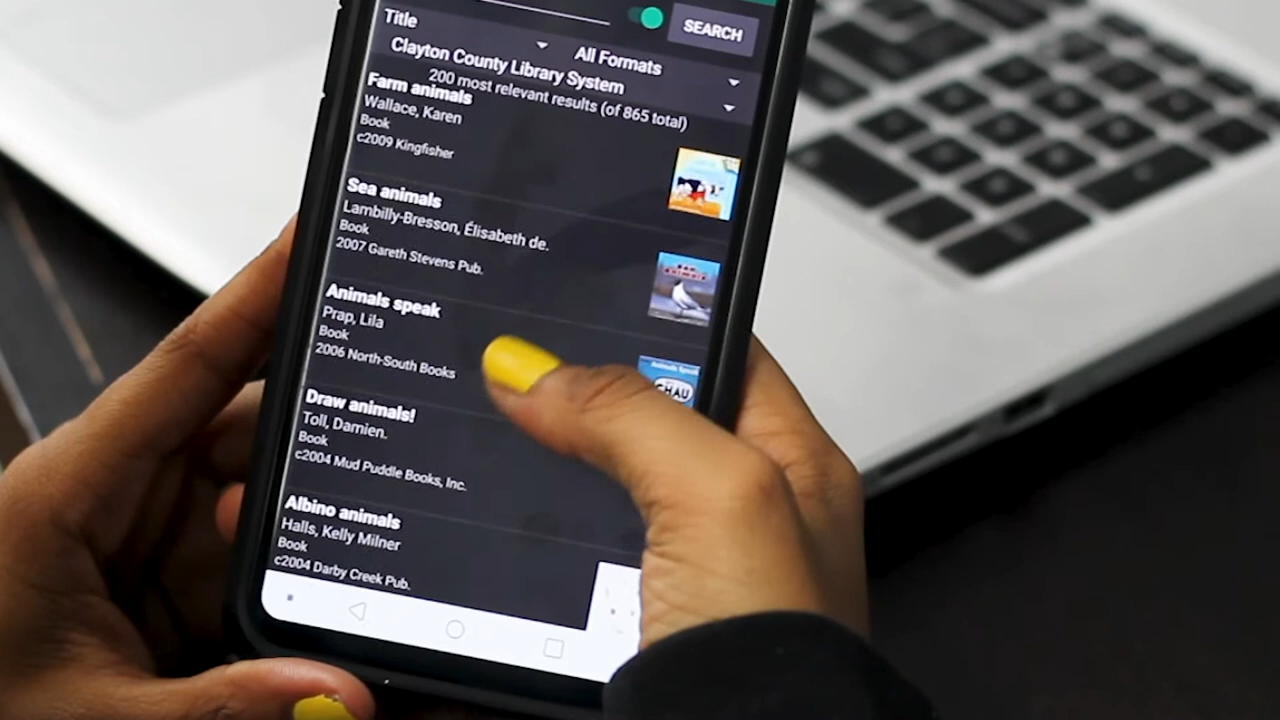 SEARCH
Title
All Formats
Clayton County Library System
200 most relevant results (of 865 total)
Farm animals
Wallace, Karen
Book
c2009 Kingfisher
Sea animals
Lambilly-Bresson, Élisabeth de.
Book
2007 Gareth Stevens Pub.
Animals speak
Prap, Lila
Book
2006 North-South Books
Animals Speak
Draw animals!
Toll, Damien.
Book
c2004 Mud Puddle Books, Inc.
Albino animals
Halls, Kelly Milner
Book
c2004 Darby Creek Pub.